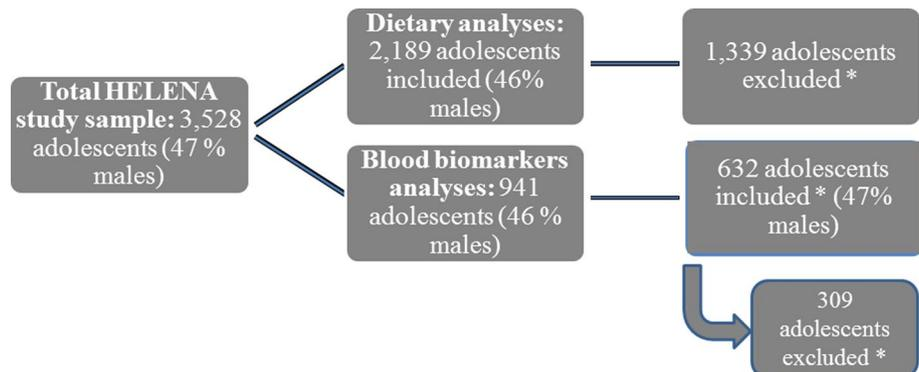 Total HELENA
study sample: 3,528
adolescents (47 %
males)
Dietary analyses:
2,189 adolescents
included (46%
males)
1,339 adolescents
excluded *
Blood biomarkers
analyses: 941
adolescents (46 %
males)
632 adolescents
included * (47%
males)
309
adolescents
excluded *